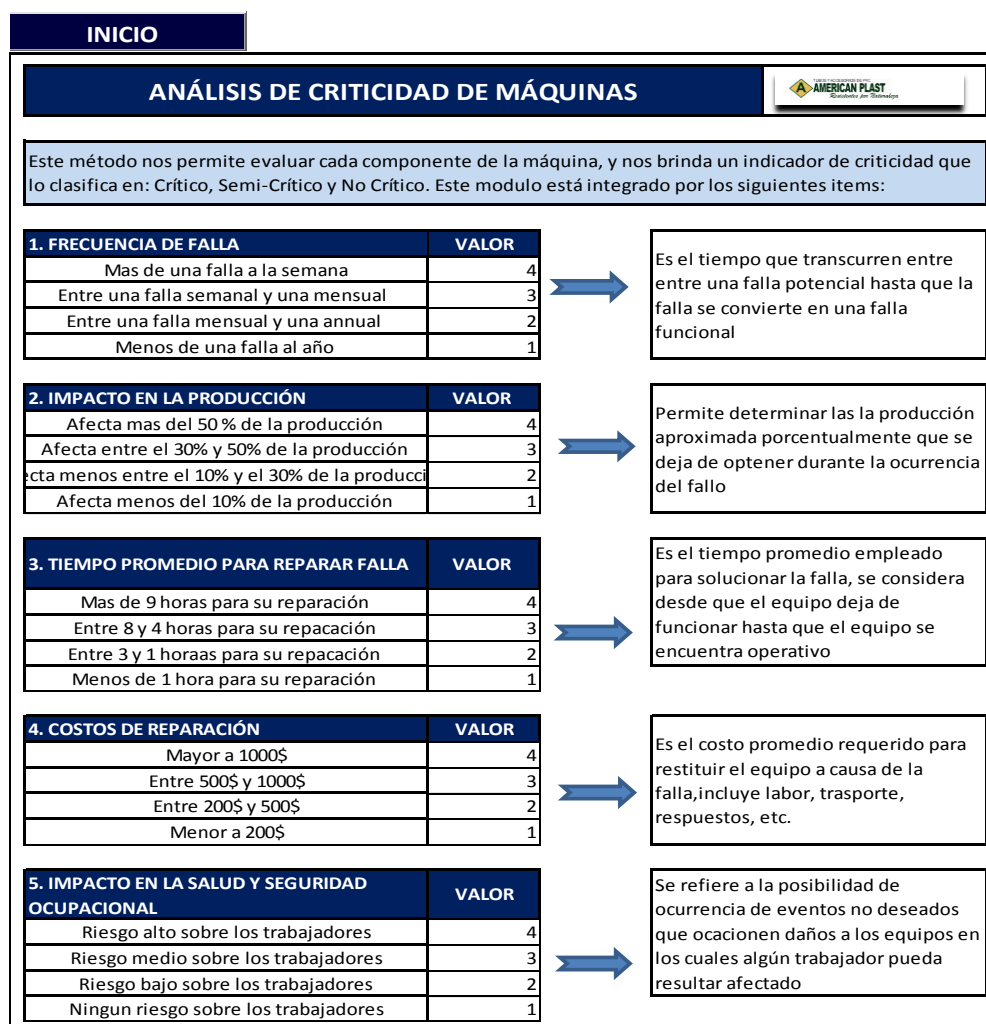 INICIO
ANÁLISIS DE CRITICIDAD DE MÁQUINAS
TUBOS Y ACCESORIOS DE PVC
A AMERICAN PLAST
Resistentes por Naturaleza
Este método nos permite evaluar cada componente de la máquina, y nos brinda un indicador de criticidad que
lo clasifica en: Crítico, Semi-Crítico y No Crítico. Este modulo está integrado por los siguientes items:
1. FRECUENCIA DE FALLA VALOR
Mas de una falla a la semana 4
Entre una falla semanal y una mensual 3
Entre una falla mensual y una annual 2
Menos de una falla al año 1
Es el tiempo que transcurren entre
entre una falla potencial hasta que la
falla se convierte en una falla
funcional
2. IMPACTO EN LA PRODUCCIÓN VALOR
Afecta mas del 50 % de la producción 4
Afecta entre el 30% y 50% de la producción 3
ecta menos entre el 10% y el 30% de la producci 2
Afecta menos del 10% de la producción 1
Permite determinar las la producción
aproximada porcentualmente que se
deja de optener durante la ocurrencia
del fallo
3. TIEMPO PROMEDIO PARA REPARAR FALLA VALOR
Mas de 9 horas para su reparación 4
Entre 8 y 4 horas para su repacación 3
Entre 3 y 1 horaas para su repacación 2
Menos de 1 hora para su reparación 1
Es el tiempo promedio empleado
para solucionar la falla, se considera
desde que el equipo deja de
funcionar hasta que el equipo se
encuentra operativo
4. COSTOS DE REPARACIÓN VALOR
Mayor a 1000$ 4
Entre 500$ y 1000$ 3
Entre 200$ y 500$ 2
Menor a 200$ 1
Es el costo promedio requerido para
restituir el equipo a causa de la
falla,incluye labor, trasporte,
respuestos, etc.
5. IMPACTO EN LA SALUD Y SEGURIDAD
OCUPACIONAL VALOR
Riesgo alto sobre los trabajadores 4
Riesgo medio sobre los trabajadores 3
Riesgo bajo sobre los trabajadores 2
Ningun riesgo sobre los trabajadores 1
Se refiere a la posibilidad de
ocurrencia de eventos no deseados
que ocacionen daños a los equipos en
los cuales algún trabajador pueda
resultar afectado